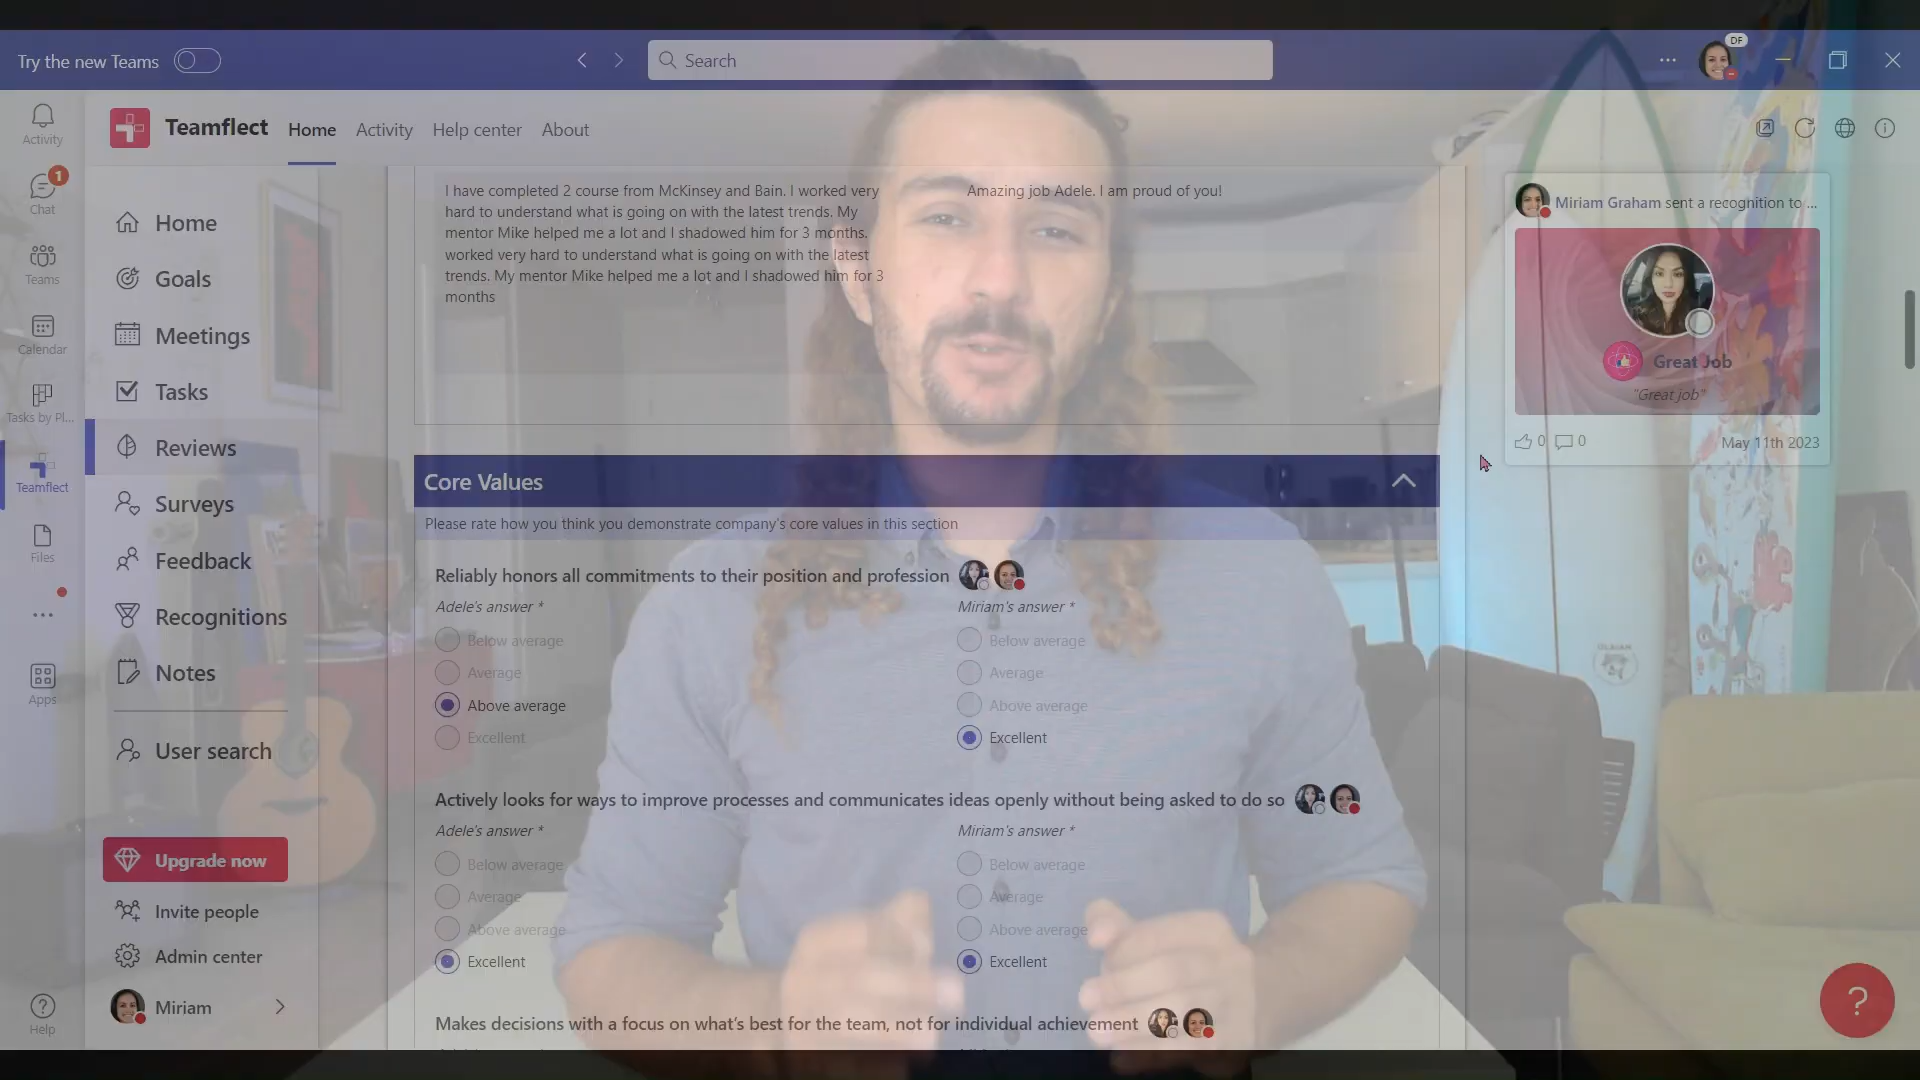 Try the new Teams
Search
DF
Activity
Chat
1
Teams
Calendar
Tasks by Pl...
Teamflect
Files
Apps
Help
Teamflect
Home
Activity
Help center
About
Home
Goals
Meetings
Tasks
Reviews
Surveys
Feedback
Recognitions
Notes
User search
Upgrade now
Invite people
Admin center
Miriam
I have completed 2 course from McKinsey and Bain. I worked very
hard to understand what is going on with the latest trends. My
mentor Mike helped me a lot and I shadowed him for 3 months.
worked very hard to understand what is going on with the latest
trends. My mentor Mike helped me a lot and I shadowed him for 3
months
Amazing job Adele. I am proud of you!
Core Values
Please rate how you think you demonstrate company's core values in this section
Reliably honors all commitments to their position and profession
Adele's answer *
Below average
Average
Above average
Excellent
Miriam's answer *
Below average
Average
Above average
Excellent
Actively looks for ways to improve processes and communicates ideas openly without being asked to do so
Adele's answer *
Below average
Average
Above average
Excellent
Miriam's answer *
Below average
Average
Above average
Excellent
Makes decisions with a focus on what's best for the team, not for individual achievement
Miriam Graham sent a recognition to ...
Great Job
"Great job"
0
0
May 11th 2023
?